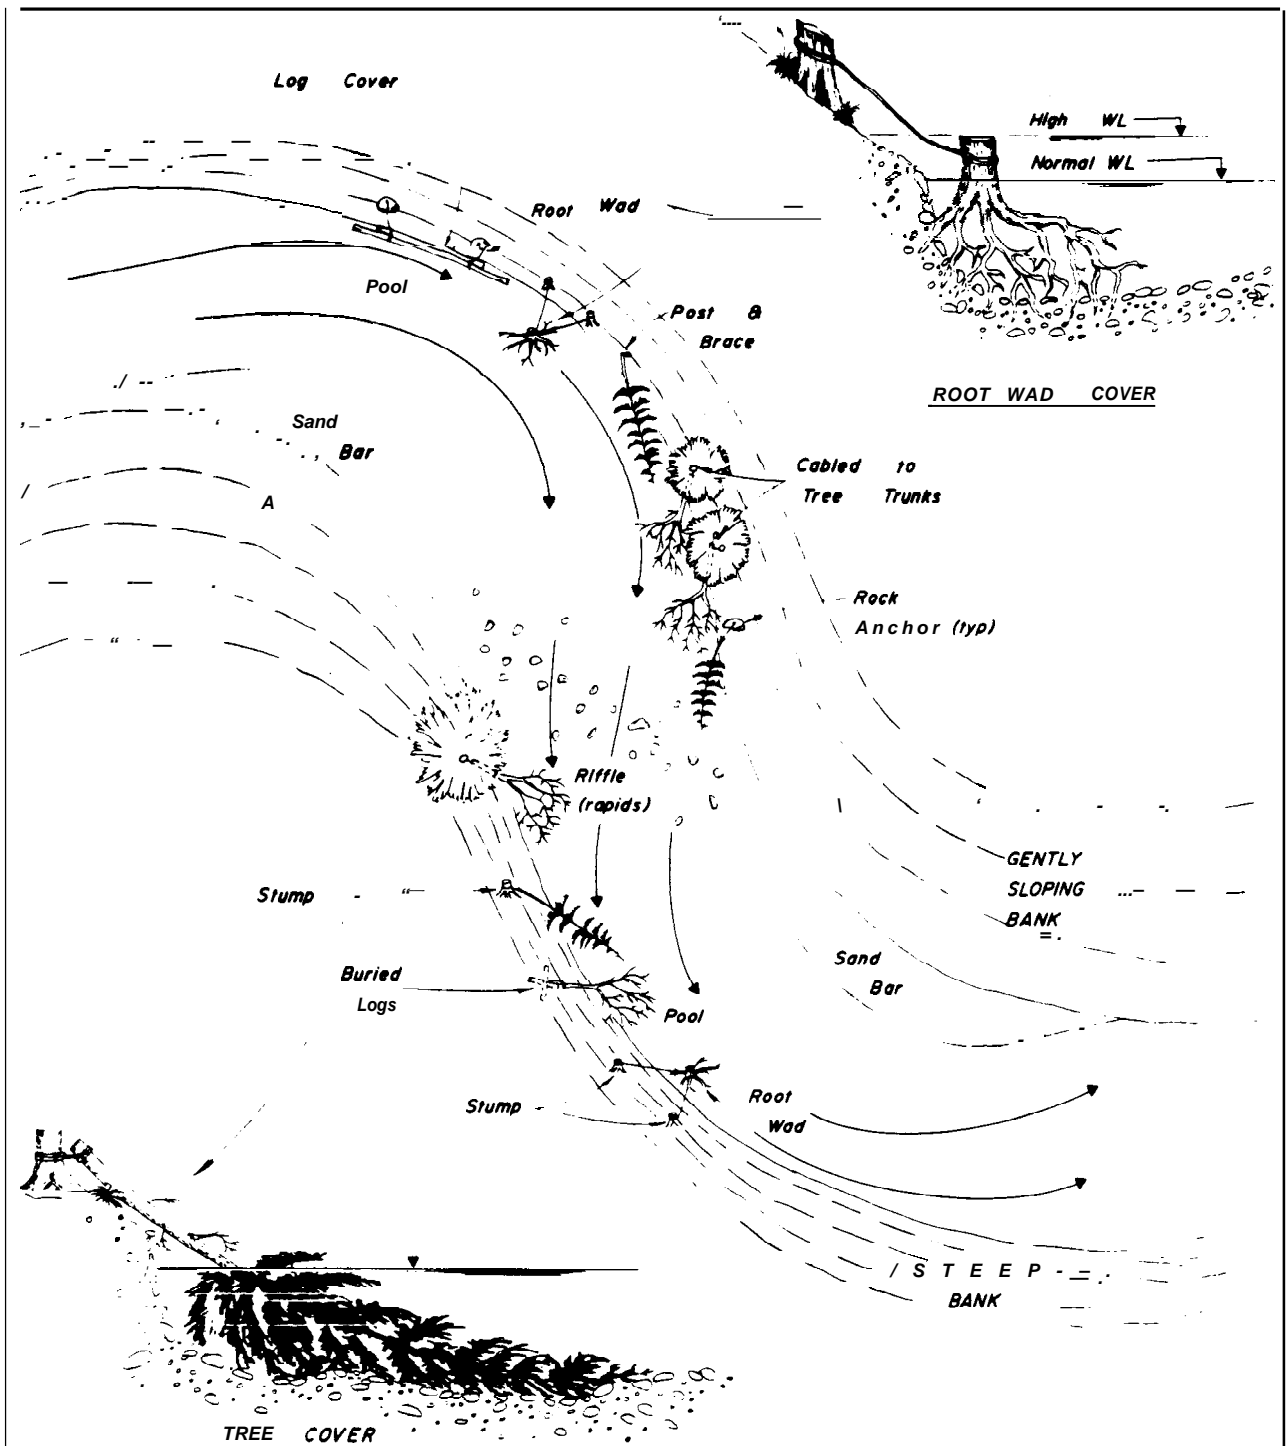 Log Cover
High WL
Normal WL
Root Wad
Pool
Post &
Brace
ROOT WAD COVER
Sand
Bar
Cabled to
Tree Trunks
A
Rock
Anchor (typ)
Riffle
(rapids)
GENTLY
SLOPING
BANK
Stump
Sand
Bar
Buried
Logs
Pool
Root
Wad
Stump
STEEP
BANK
TREE COVER